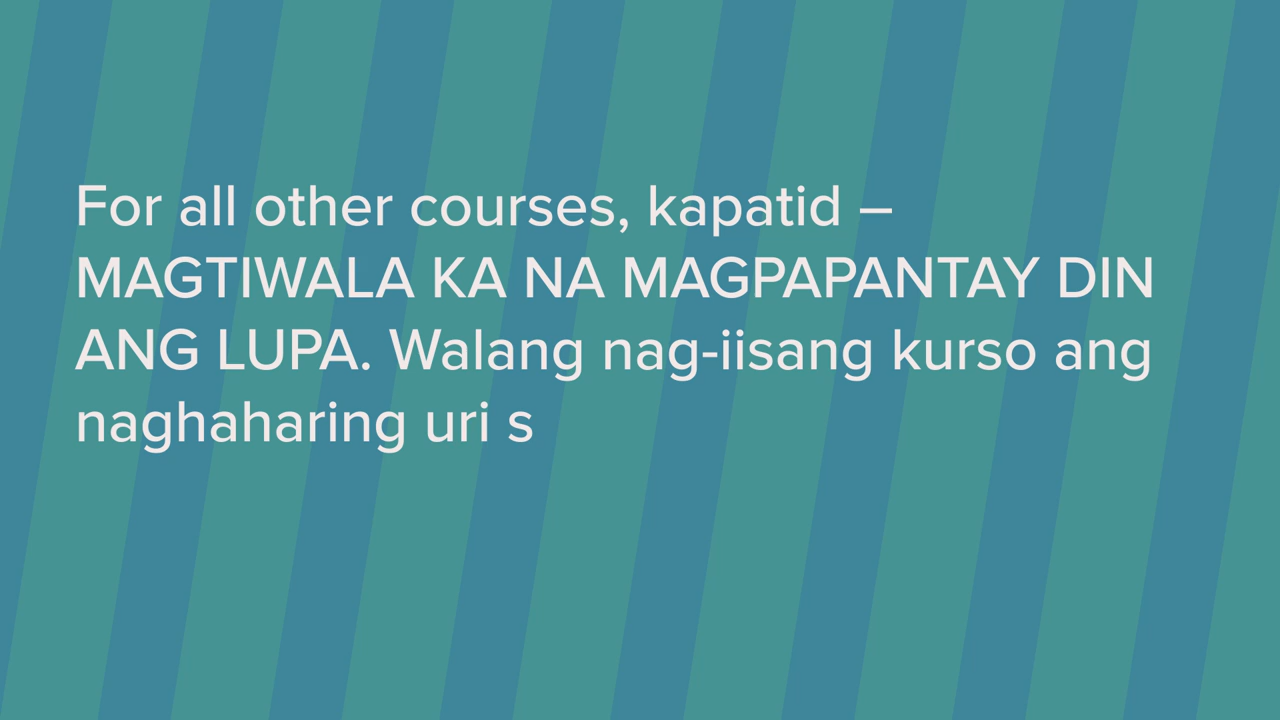 For all other courses, kapatid –
MAGTIWALA KA NA MAGPAPANTAY DIN
ANG LUPA. Walang nag-iisang kurso ang
naghaharing uri s